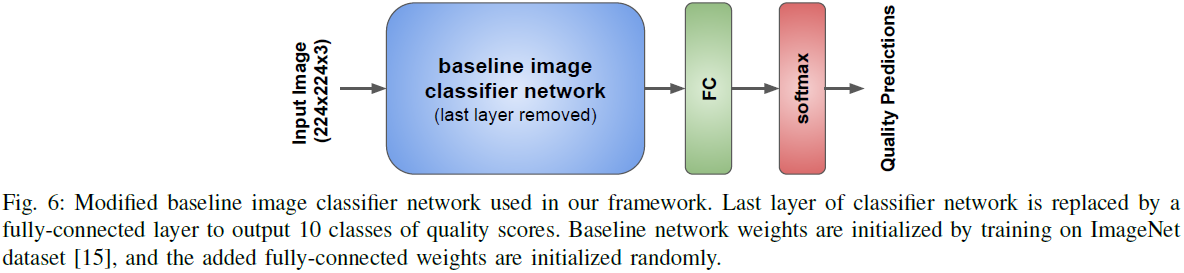 Input Image
(224x224x3)
baseline image
classifier network
(last layer removed)
FC
softmax
Quality Predictions
Fig. 6: Modified baseline image classifier network used in our framework. Last layer of classifier network is replaced by a
fully-connected layer to output 10 classes of quality scores. Baseline network weights are initialized by training on ImageNet
dataset [15], and the added fully-connected weights are initialized randomly.